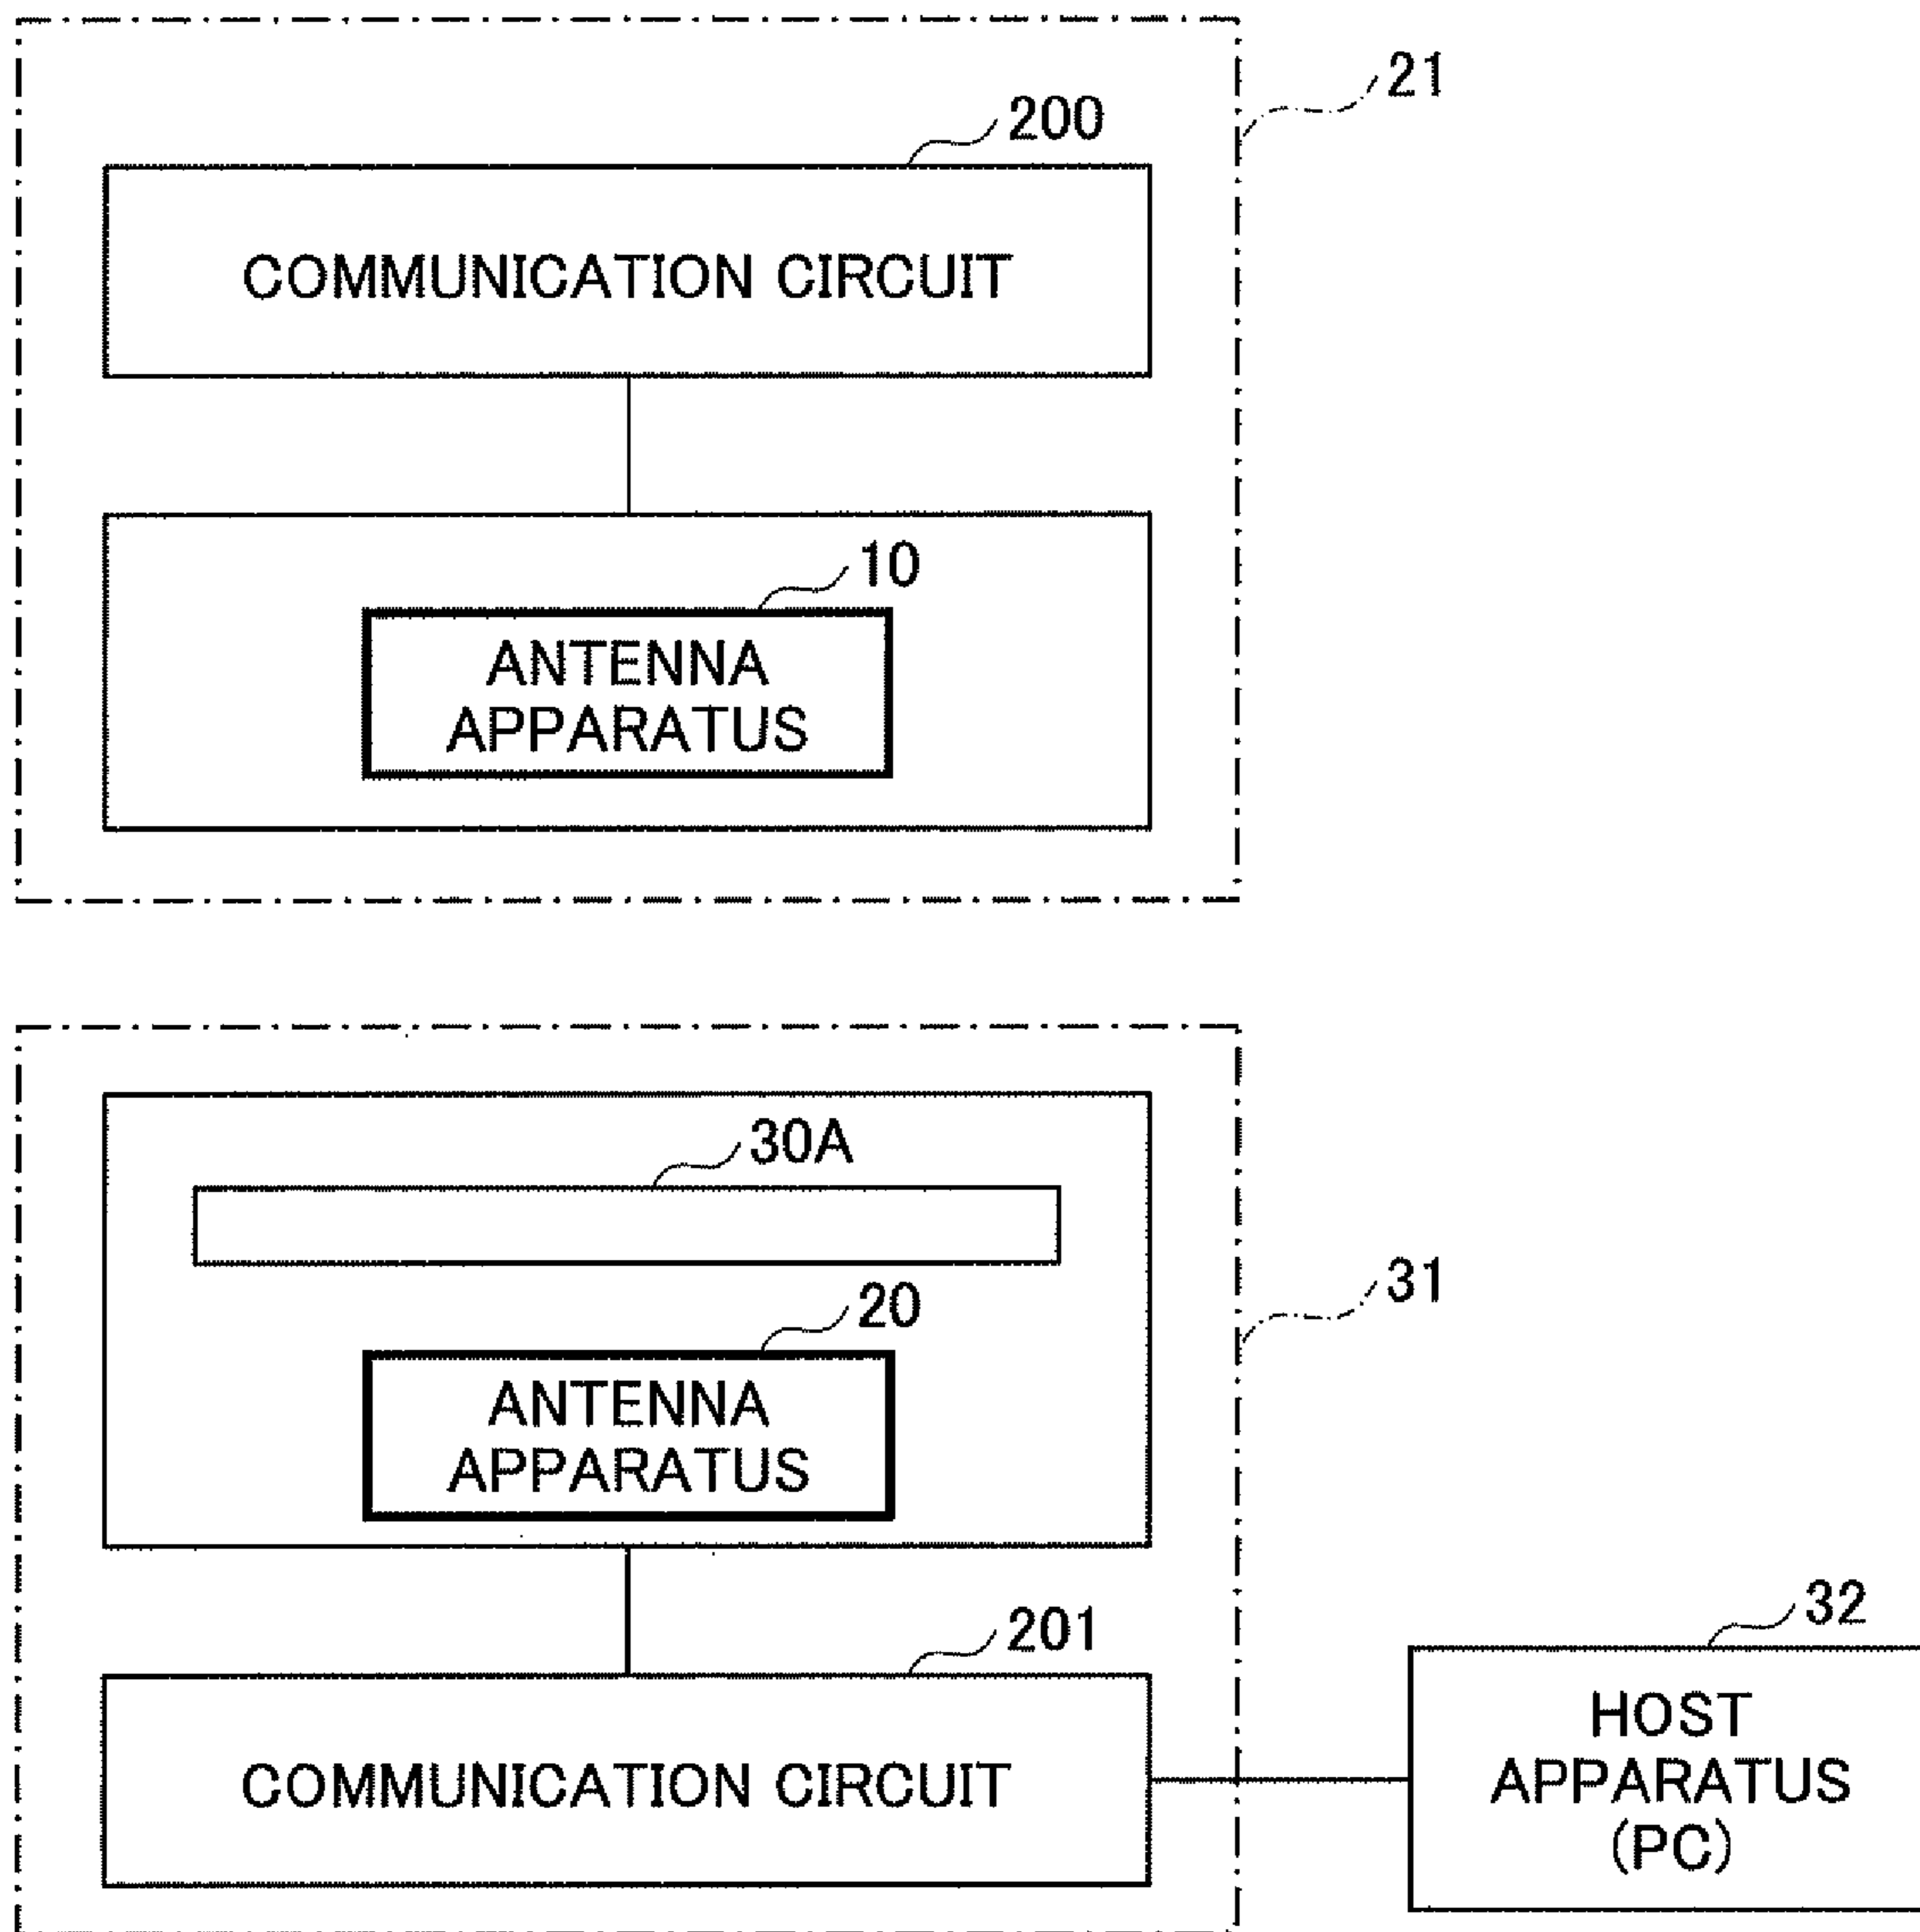 21
200
COMMUNICATION CIRCUIT
10
ANTENNA
APPARATUS
30A
31
20
ANTENNA
APPARATUS
201
32
COMMUNICATION CIRCUIT
HOST
APPARATUS
(PC)